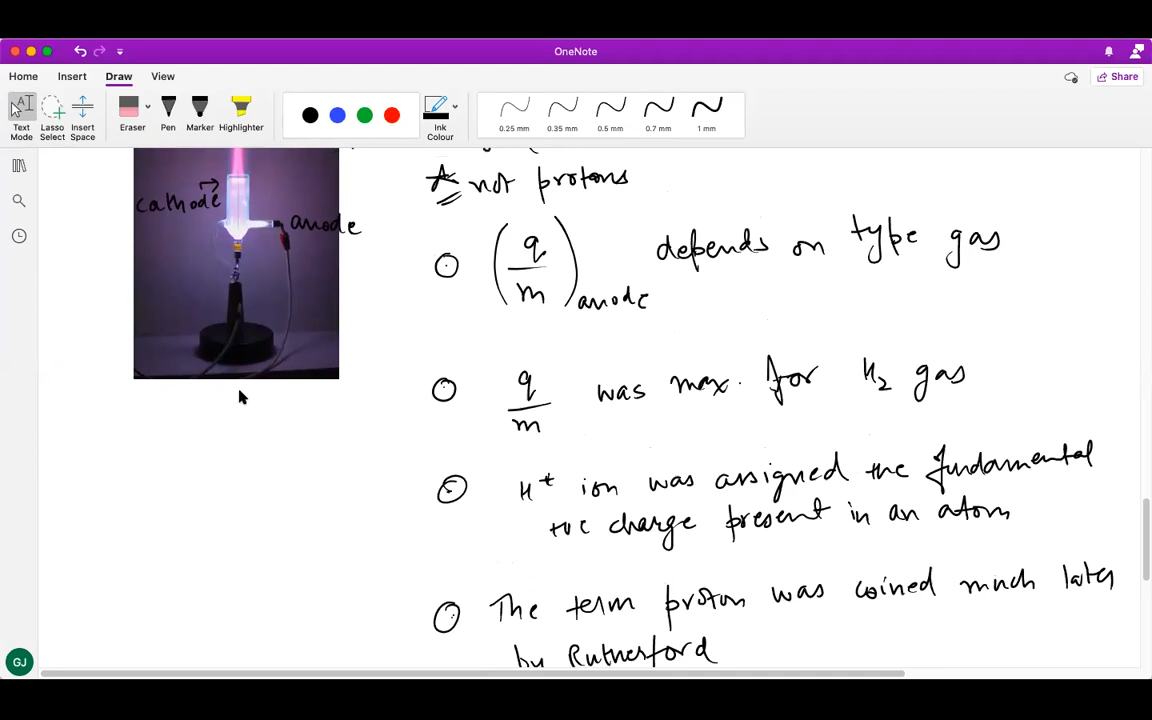 OneNote
Home Insert Draw View
Share
Text Mode
Lasso Select
Insert Space
Eraser
Pen
Marker
Highlighter
Ink Colour
0.25 mm
0.35 mm
0.5 mm
0.7 mm
1 mm
not protons
cathode →
anode
(q/m) anode depends on type gas
q/m was max. for H2 gas
H+ ion was assigned the fundamental
+ve charge present in an atom
The term proton was coined much later
by Rutherford
GJ